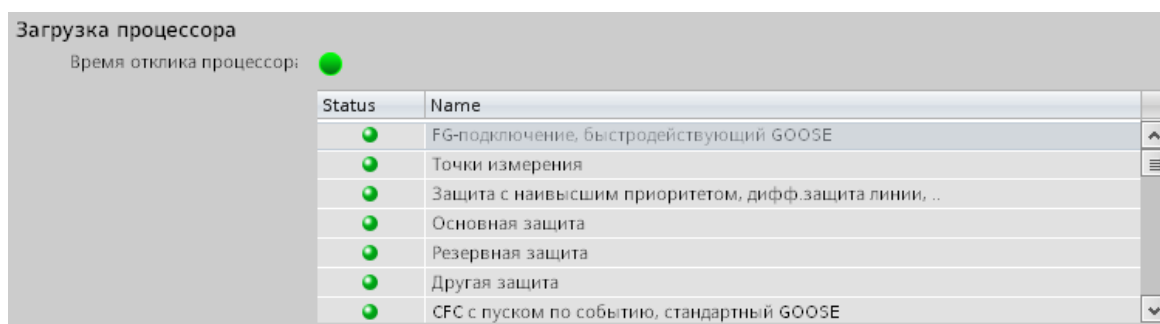 Загрузка процессора
Время отклика процессора
Status Name
FG-подключение, быстродействующий GOOSE
Точки измерения
Защита с наивысшим приоритетом, дифф.защита линии, ..
Основная защита
Резервная защита
Другая защита
CFC с пуском по событию, стандартный GOOSE